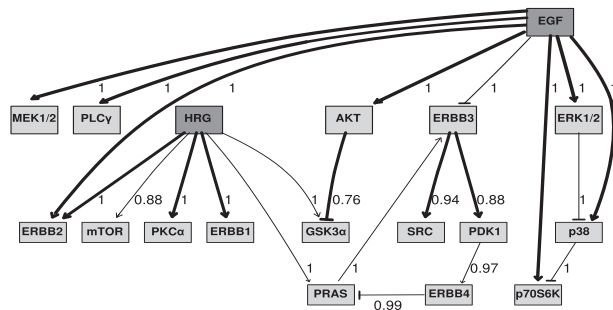 EGF
1 1 1 1 1 1 1 1
MEK1/2 PLCγ HRG AKT ERBB3 ERK1/2
1 0.88 1 1 1 0.76 0.94 0.88 1
ERBB2 mTOR PKCα ERBB1 GSK3α SRC PDK1 p38
1 1 0.97 1
PRAS 0.99 ERBB4 p70S6K